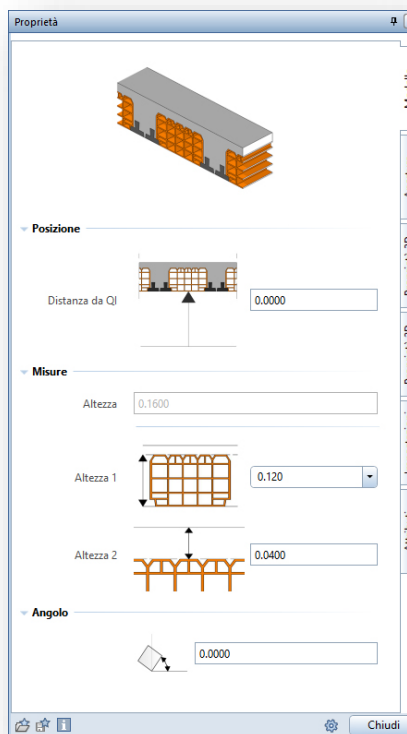 Proprietà
Posizione
Distanza da QI
0.0000
Misure
Altezza
0.1600
Altezza 1
0.120
Altezza 2
0.0400
Angolo
0.0000
Chiudi